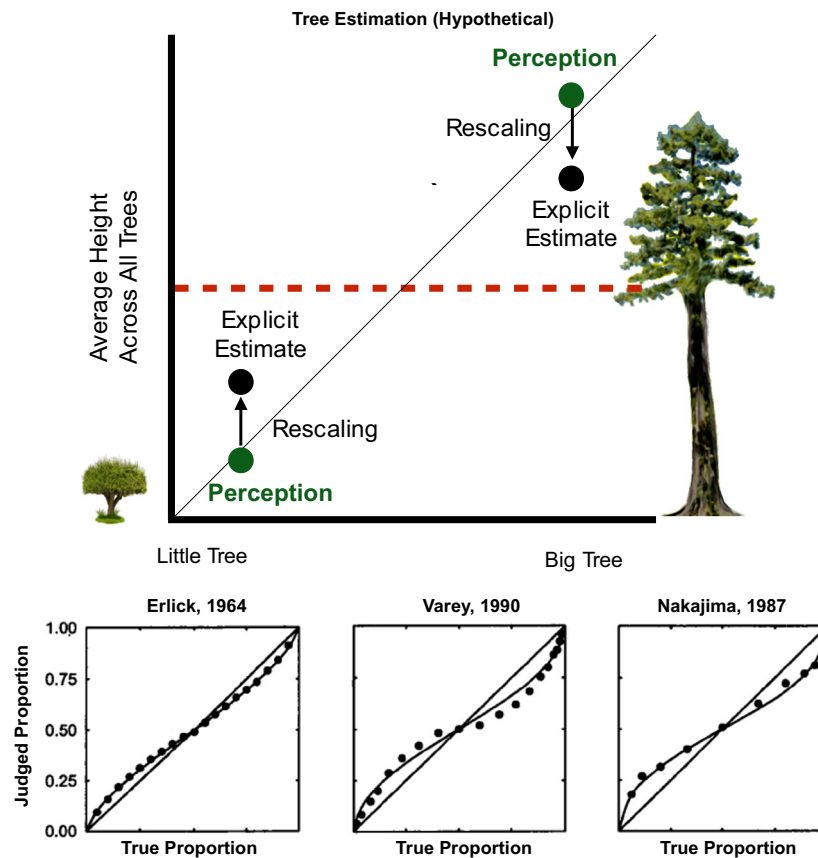 Tree Estimation (Hypothetical)
Perception
Rescaling
Explicit
Estimate
Average Height
Across All Trees
Explicit
Estimate
Rescaling
Perception
Little Tree
Big Tree
Erlick, 1964
Varey, 1990
Nakajima, 1987
Judged Proportion
1.00
0.75
0.50
0.25
0.00
True Proportion
True Proportion
True Proportion